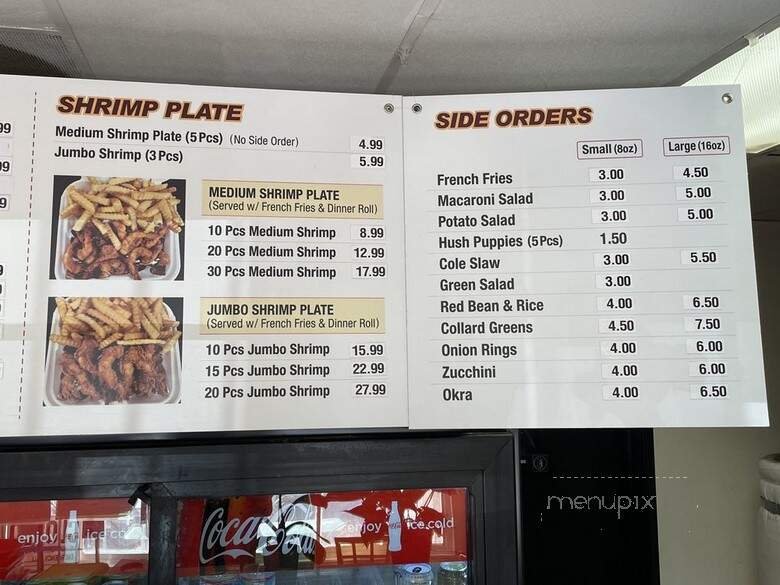 99
99
9
9
SHRIMP PLATE
Medium Shrimp Plate (5 Pcs) (No Side Order) 4.99
Jumbo Shrimp (3 Pcs) 5.99
MEDIUM SHRIMP PLATE
(Served w/ French Fries & Dinner Roll)
10 Pcs Medium Shrimp 8.99
20 Pcs Medium Shrimp 12.99
30 Pcs Medium Shrimp 17.99
JUMBO SHRIMP PLATE
(Served w/ French Fries & Dinner Roll)
10 Pcs Jumbo Shrimp 15.99
15 Pcs Jumbo Shrimp 22.99
20 Pcs Jumbo Shrimp 27.99
SIDE ORDERS
Small (8oz) Large (16oz)
French Fries 3.00 4.50
Macaroni Salad 3.00 5.00
Potato Salad 3.00 5.00
Hush Puppies (5 Pcs) 1.50
Cole Slaw 3.00 5.50
Green Salad 3.00
Red Bean & Rice 4.00 6.50
Collard Greens 4.50 7.50
Onion Rings 4.00 6.00
Zucchini 4.00 6.00
Okra 4.00 6.50
enjoy ice co
Coca-Cola
enjoy ice.cold
menupix